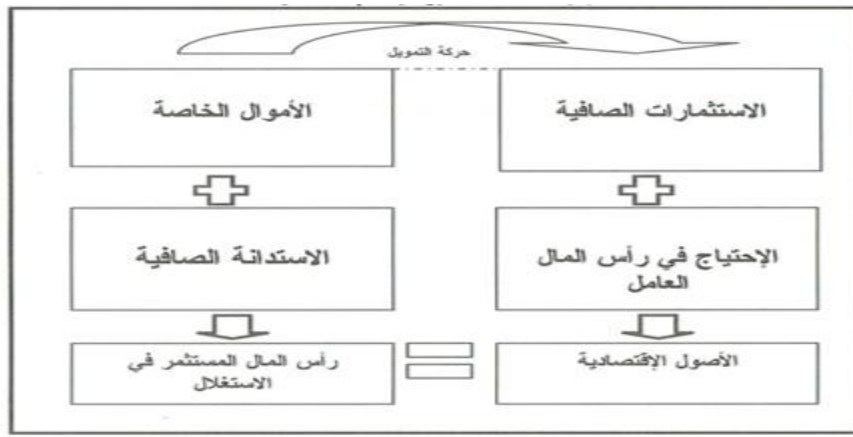 حركة التمويل
الاستثمارات الصافية
الأموال الخاصة
الإحتياج في رأس المال
العامل
الاستدانة الصافية
الأصول الإقتصادية
رأس المال المستثمر في
الاستغلال